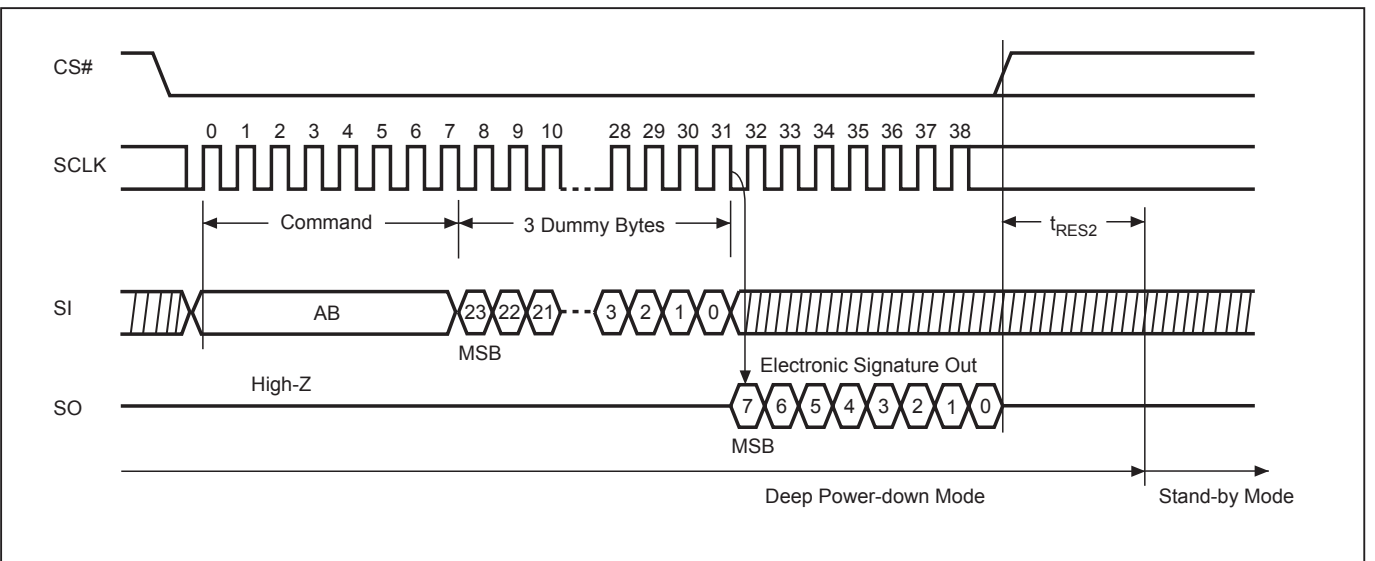 CS#
0 1 2 3 4 5 6 7 8 9 10 28 29 30 31 32 33 34 35 36 37 38
SCLK
Command
3 Dummy Bytes
tRES2
SI
AB
23 22 21 3 2 1 0
MSB
Electronic Signature Out
High-Z
SO
7 6 5 4 3 2 1 0
MSB
Deep Power-down Mode
Stand-by Mode